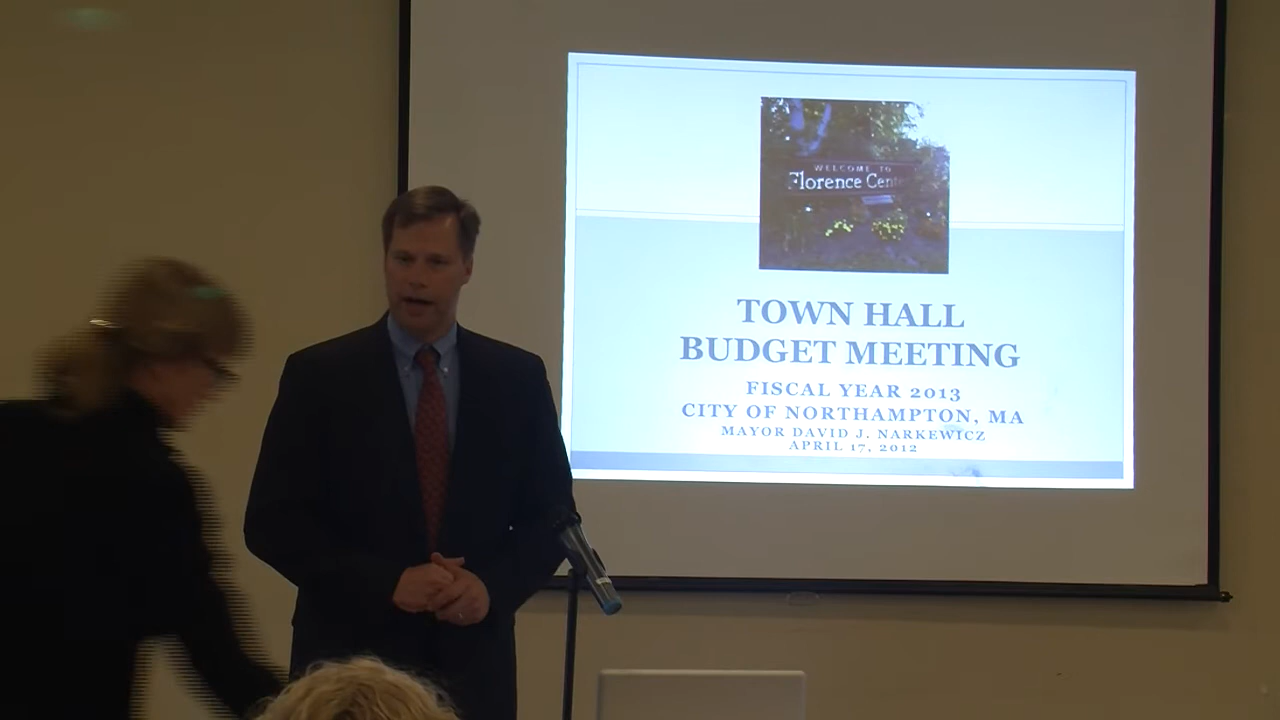 WELCOME TO
Florence Cente
TOWN HALL
BUDGET MEETING
FISCAL YEAR 2013
CITY OF NORTHAMPTON, MA
MAYOR DAVID J. NARKEWICZ
APRIL 17, 2012